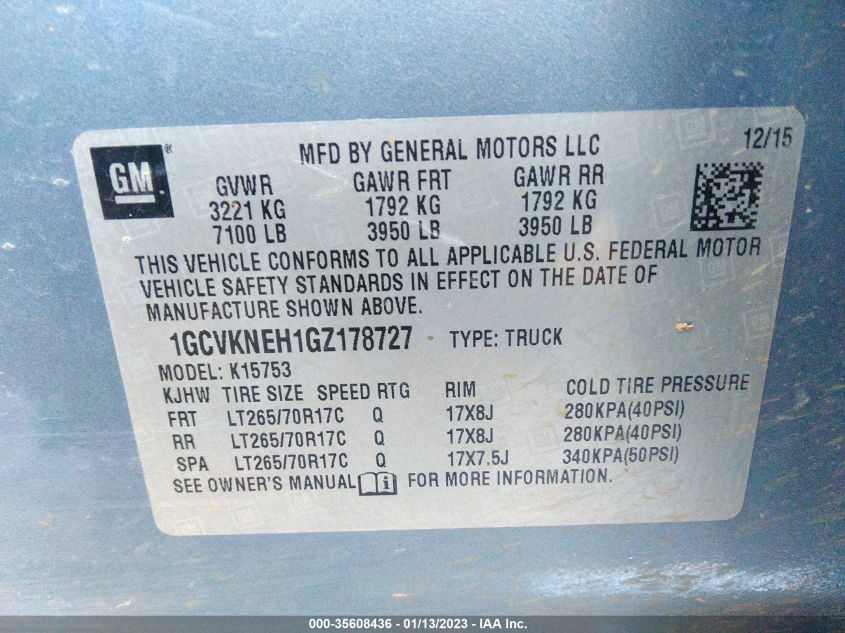 GM ®
MFD BY GENERAL MOTORS LLC 12/15
GVWR GAWR FRT GAWR RR
3221 KG 1792 KG 1792 KG
7100 LB 3950 LB 3950 LB
THIS VEHICLE CONFORMS TO ALL APPLICABLE U.S. FEDERAL MOTOR
VEHICLE SAFETY STANDARDS IN EFFECT ON THE DATE OF
MANUFACTURE SHOWN ABOVE.
1GCVKNEH1GZ178727 TYPE: TRUCK
MODEL: K15753
KJHW TIRE SIZE SPEED RTG RIM COLD TIRE PRESSURE
FRT LT265/70R17C Q 17X8J 280KPA(40PSI)
RR LT265/70R17C Q 17X8J 280KPA(40PSI)
SPA LT265/70R17C Q 17X7.5J 340KPA(50PSI)
SEE OWNER'S MANUAL i FOR MORE INFORMATION.
000-35608436 - 01/13/2023 - IAA Inc.